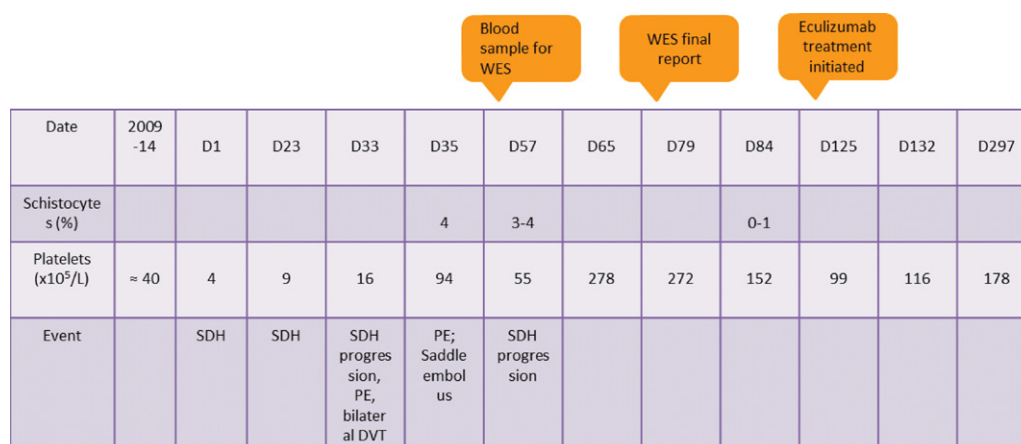 Blood
sample for
WES
WES final
report
Eculizumab
treatment
initiated
Date
2009
-14
D1
D23
D33
D35
D57
D65
D79
D84
D125
D132
D297
Schistocyte
s (%)
4
3-4
0-1
Platelets
(x10⁵/L)
≈ 40
4
9
16
94
55
278
272
152
99
116
178
Event
SDH
SDH
SDH
progres
sion,
PE,
bilater
al DVT
PE;
Saddle
embol
us
SDH
progres
sion